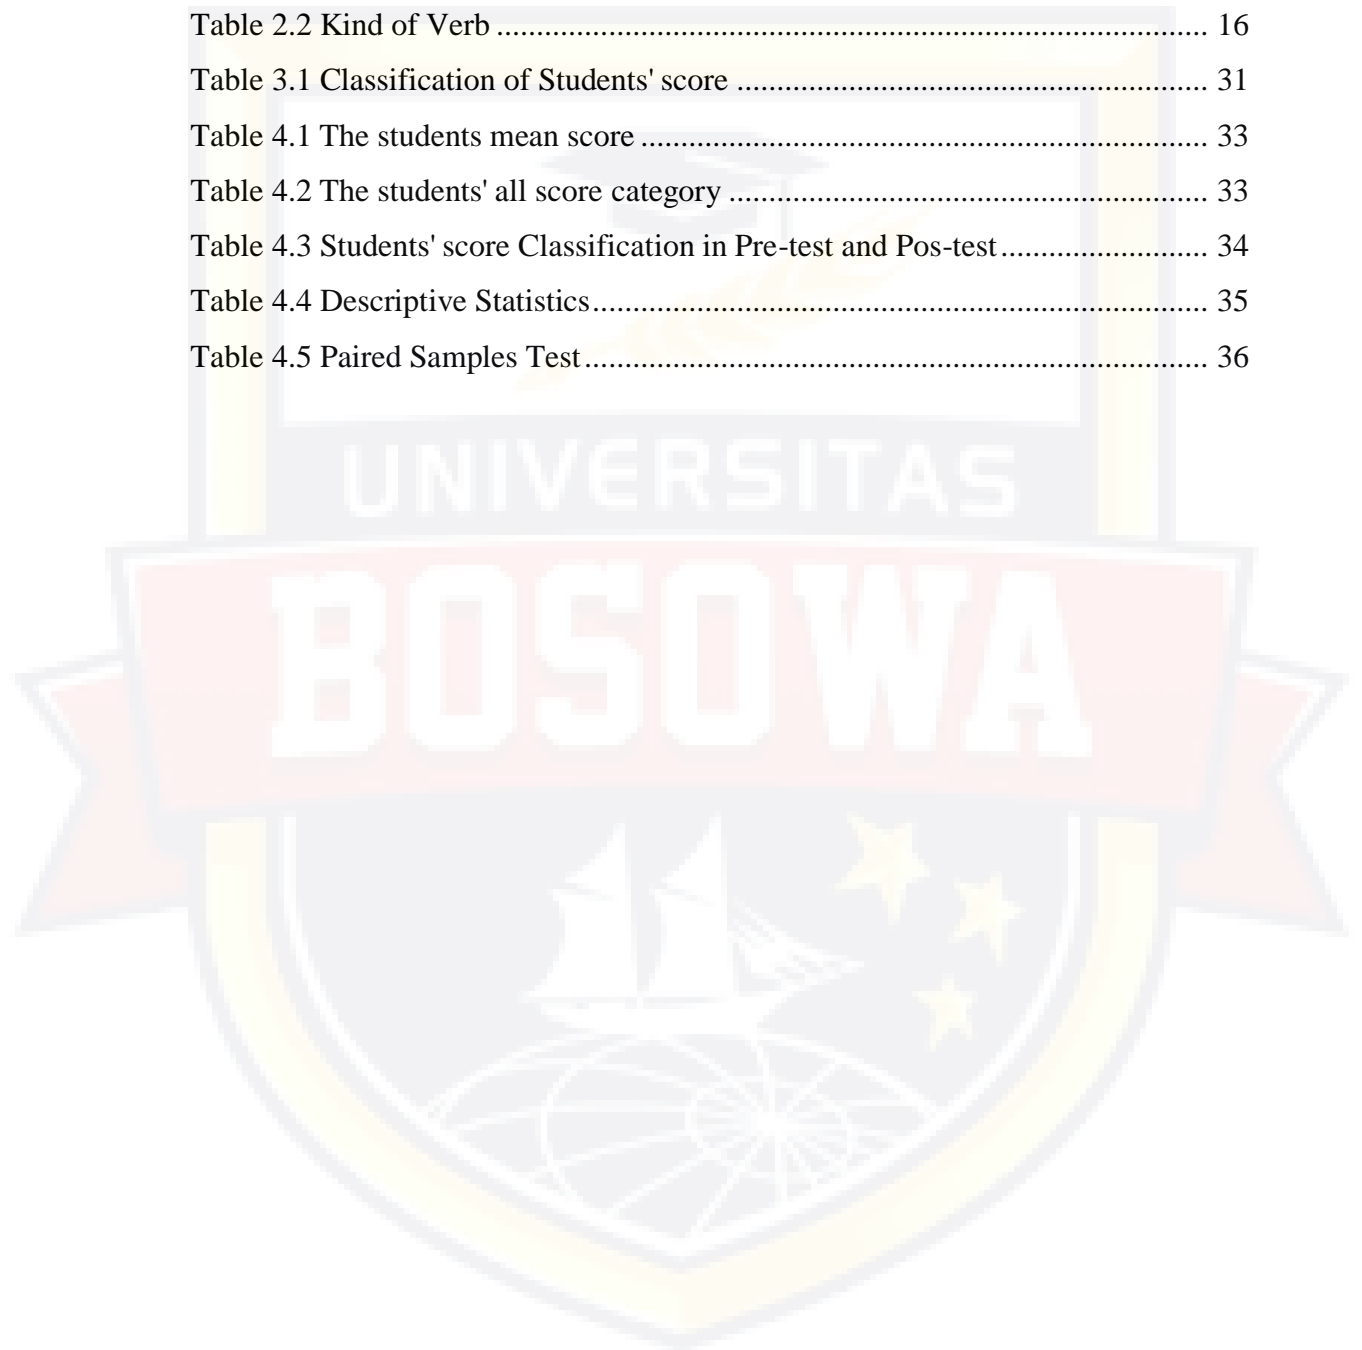 Table 2.2 Kind of Verb ........................................................................................... 16
Table 3.1 Classification of Students' score ............................................................ 31
Table 4.1 The students mean score ........................................................................ 33
Table 4.2 The students' all score category ............................................................. 33
Table 4.3 Students' score Classification in Pre-test and Pos-test .......................... 34
Table 4.4 Descriptive Statistics .............................................................................. 35
Table 4.5 Paired Samples Test ............................................................................... 36
UNIVERSITAS
BOSOWA